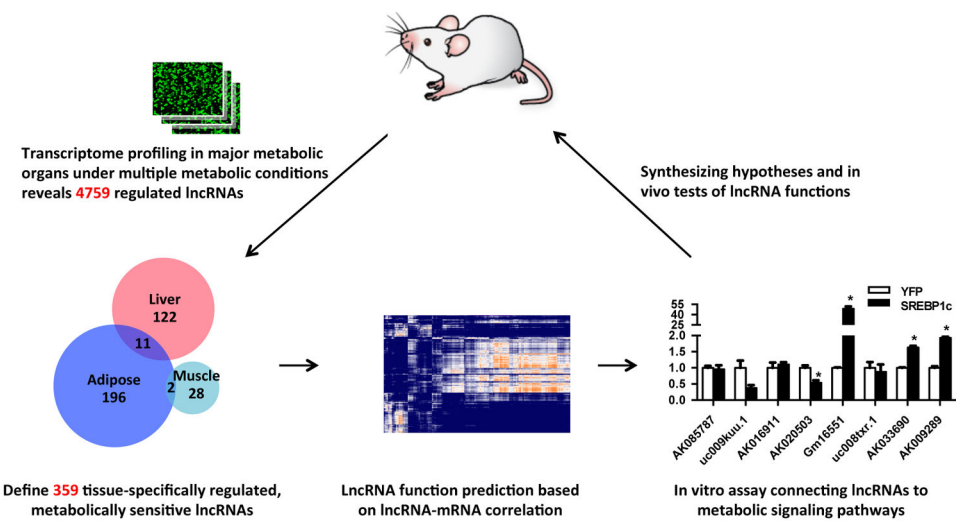 Transcriptome profiling in major metabolic
organs under multiple metabolic conditions
reveals 4759 regulated lncRNAs
Synthesizing hypotheses and in
vivo tests of lncRNA functions
Liver
122
11
Adipose
196
2
Muscle
28
YFP
SREBP1c
55
40
25
2.0
1.5
1.0
0.5
0.0
*
*
*
*
AK085787
uc009kuu.1
AK016911
AK020503
Gm16551
uc008txr.1
AK033690
AK009289
Define 359 tissue-specifically regulated,
metabolically sensitive lncRNAs
LncRNA function prediction based
on lncRNA-mRNA correlation
In vitro assay connecting lncRNAs to
metabolic signaling pathways